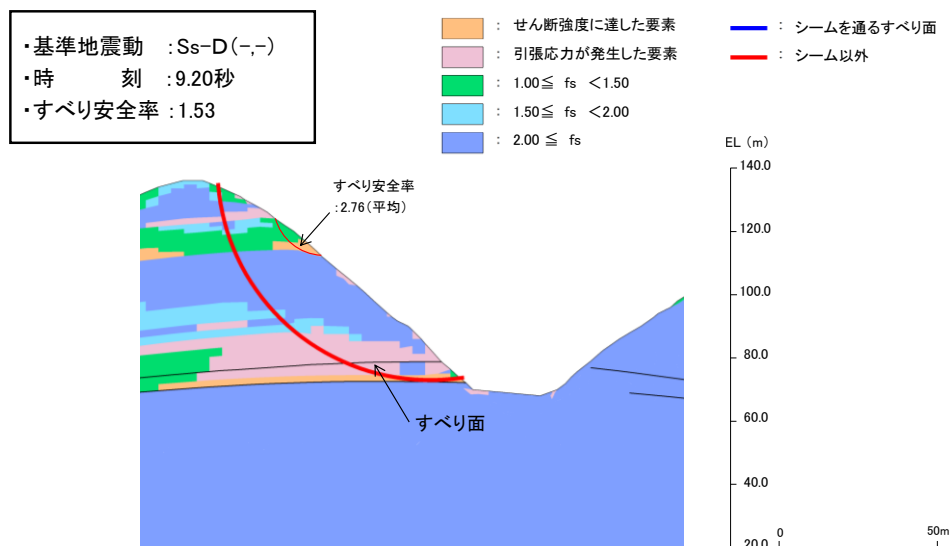 ・基準地震動 :Ss-D(-,-)
・時 刻 :9.20秒
・すべり安全率 :1.53
: せん断強度に達した要素
: 引張応力が発生した要素
: 1.00≦ fs <1.50
: 1.50≦ fs <2.00
: 2.00 ≦ fs
: シームを通るすべり面
: シーム以外
EL (m)
140.0
120.0
100.0
80.0
60.0
40.0
20.0
すべり安全率
:2.76(平均)
すべり面
0
50m